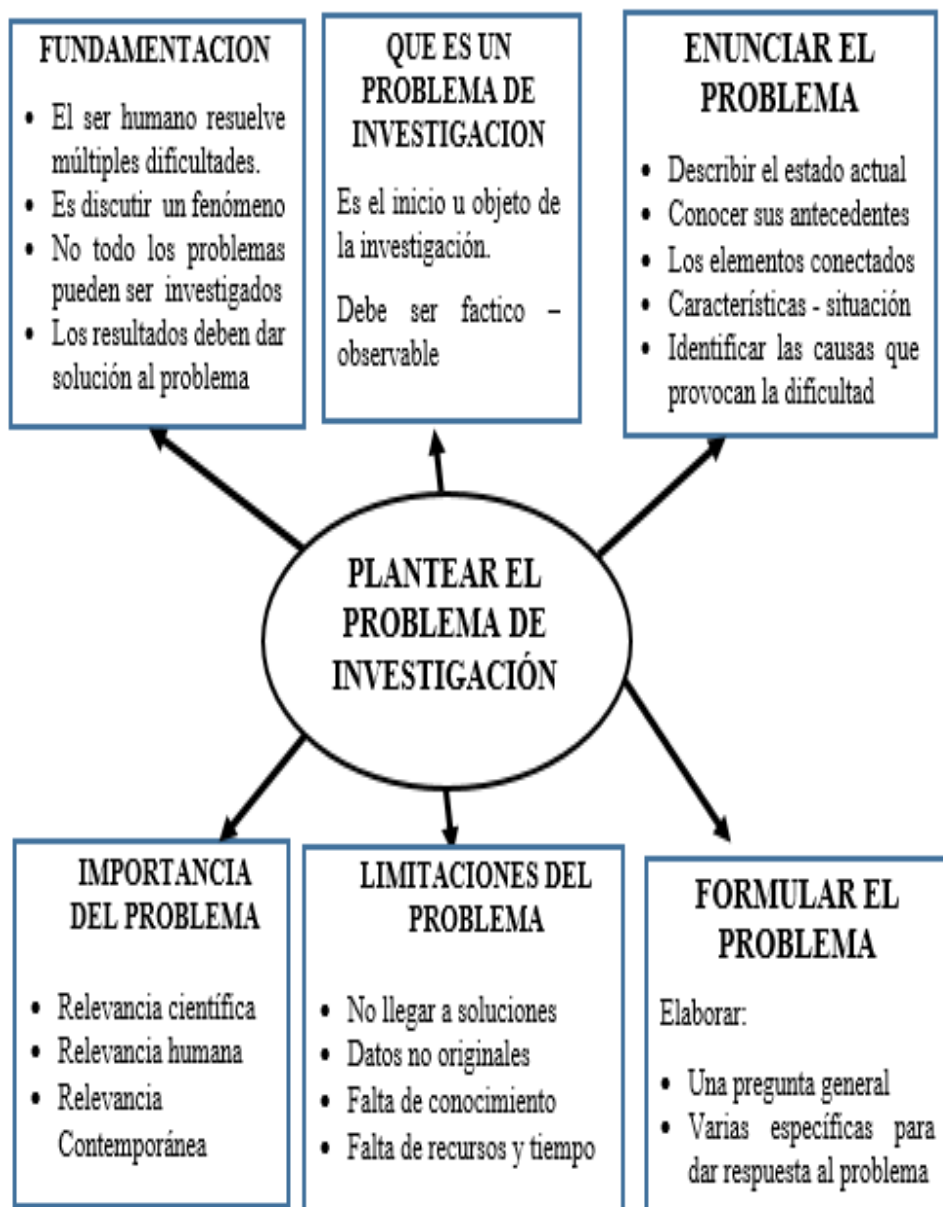 FUNDAMENTACION
• El ser humano resuelve
múltiples dificultades.
• Es discutir un fenómeno
• No todo los problemas
pueden ser investigados
• Los resultados deben dar
solución al problema
QUE ES UN
PROBLEMA DE
INVESTIGACION
Es el inicio u objeto de
la investigación.
Debe ser factico –
observable
ENUNCIAR EL
PROBLEMA
• Describir el estado actual
• Conocer sus antecedentes
• Los elementos conectados
• Características - situación
• Identificar las causas que
provocan la dificultad
PLANTEAR EL
PROBLEMA DE
INVESTIGACIÓN
IMPORTANCIA
DEL PROBLEMA
• Relevancia científica
• Relevancia humana
• Relevancia
Contemporánea
LIMITACIONES DEL
PROBLEMA
• No llegar a soluciones
• Datos no originales
• Falta de conocimiento
• Falta de recursos y tiempo
FORMULAR EL
PROBLEMA
Elaborar:
• Una pregunta general
• Varias específicas para
dar respuesta al problema